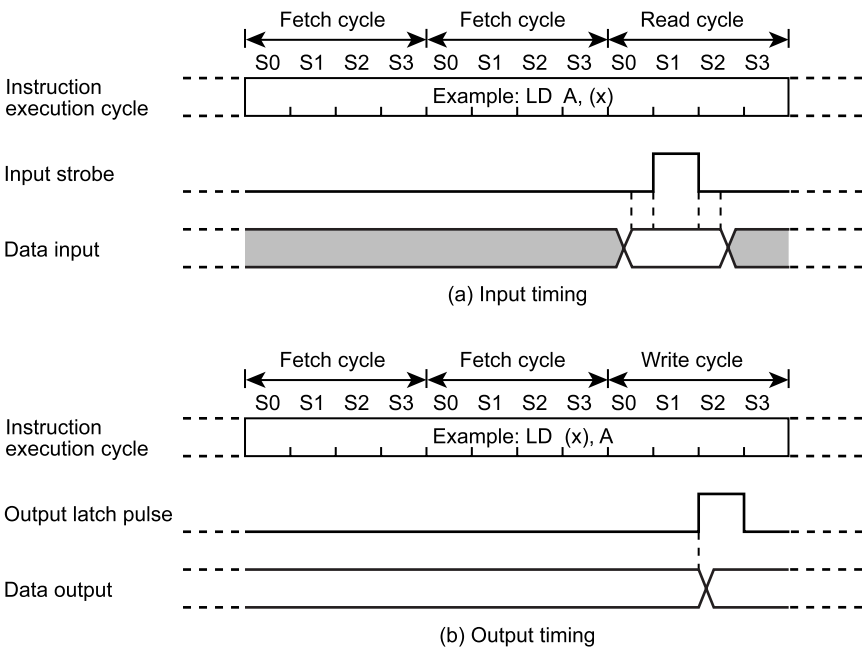 Fetch cycle Fetch cycle Read cycle
S0 S1 S2 S3 S0 S1 S2 S3 S0 S1 S2 S3
Instruction
execution cycle
Example: LD A, (x)
Input strobe
Data input
(a) Input timing
Fetch cycle Fetch cycle Write cycle
S0 S1 S2 S3 S0 S1 S2 S3 S0 S1 S2 S3
Instruction
execution cycle
Example: LD (x), A
Output latch pulse
Data output
(b) Output timing